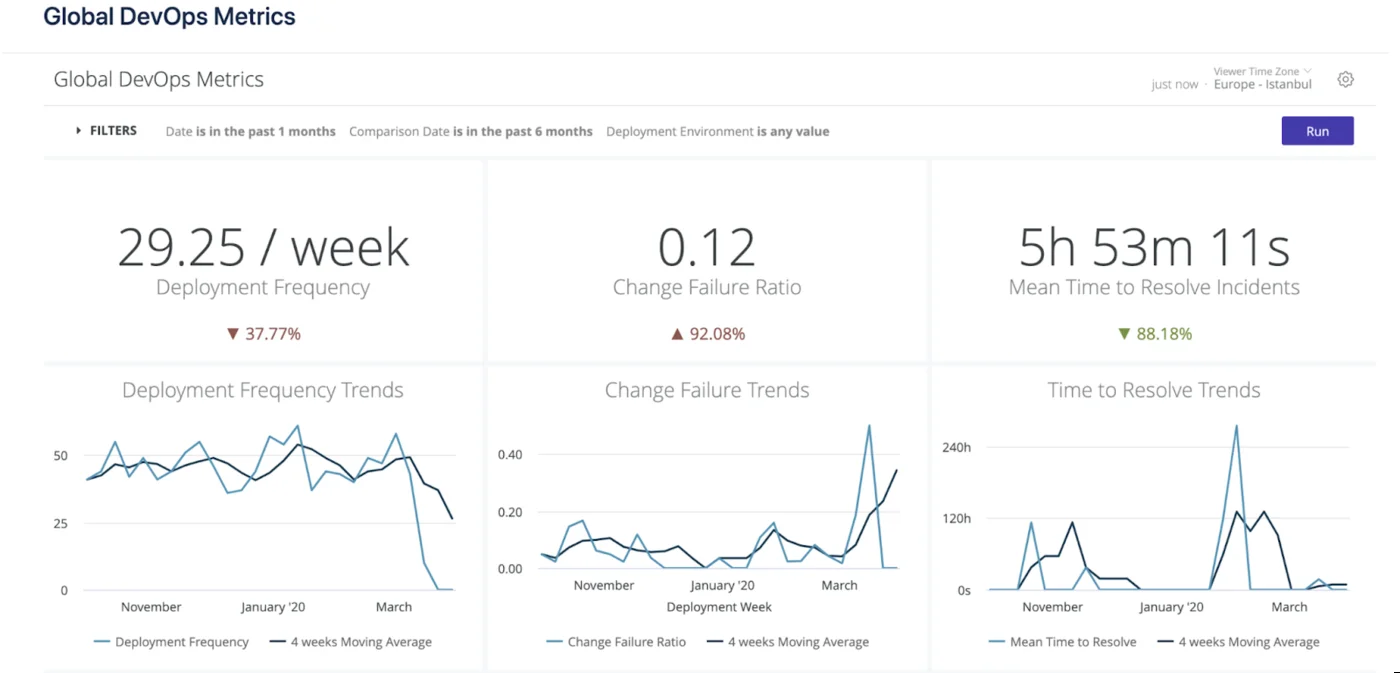 Global DevOps Metrics
Global DevOps Metrics
just now · Viewer Time Zone
Europe - Istanbul
FILTERS Date is in the past 1 months Comparison Date is in the past 6 months Deployment Environment is any value
Run
29.25 / week
Deployment Frequency
▼ 37.77%
0.12
Change Failure Ratio
▲ 92.08%
5h 53m 11s
Mean Time to Resolve Incidents
▼ 88.18%
Deployment Frequency Trends
50
25
0
November January '20 March
Deployment Frequency 4 weeks Moving Average
Change Failure Trends
0.40
0.20
0.00
November January '20 March
Deployment Week
Change Failure Ratio 4 weeks Moving Average
Time to Resolve Trends
240h
120h
0s
November January '20 March
Mean Time to Resolve 4 weeks Moving Average